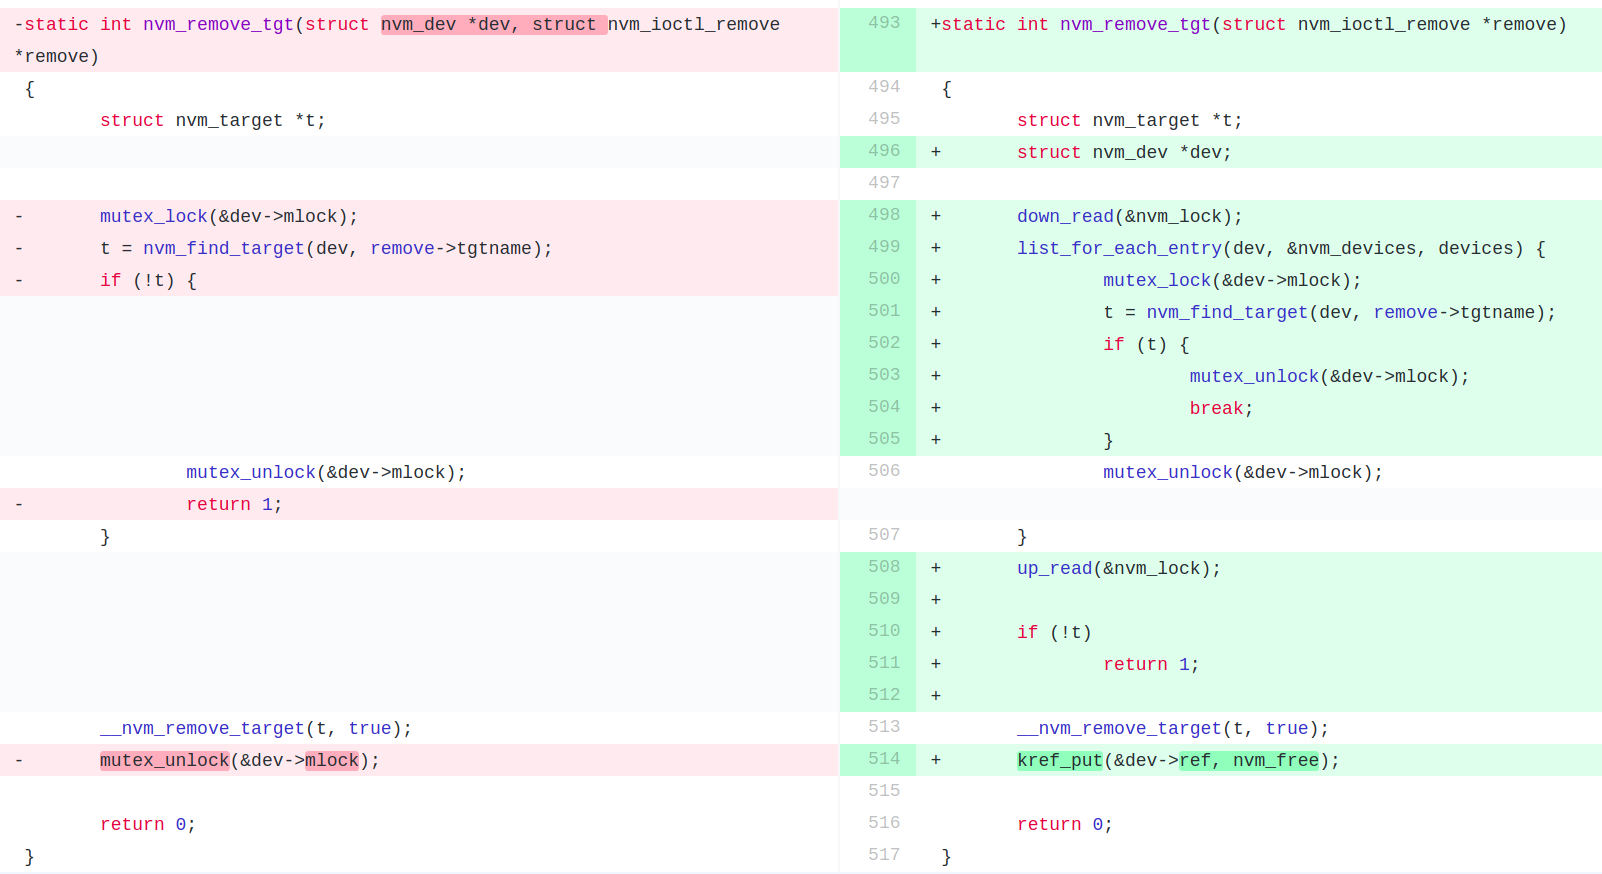 -static int nvm_remove_tgt(struct nvm_dev *dev, struct nvm_ioctl_remove
*remove)
 {
        struct nvm_target *t;
-       mutex_lock(&dev->mlock);
-       t = nvm_find_target(dev, remove->tgtname);
-       if (!t) {
                mutex_unlock(&dev->mlock);
-               return 1;
        }
        __nvm_remove_target(t, true);
-       mutex_unlock(&dev->mlock);
        return 0;
 }
493 +static int nvm_remove_tgt(struct nvm_ioctl_remove *remove)
494  {
495         struct nvm_target *t;
496 +       struct nvm_dev *dev;
497
498 +       down_read(&nvm_lock);
499 +       list_for_each_entry(dev, &nvm_devices, devices) {
500 +               mutex_lock(&dev->mlock);
501 +               t = nvm_find_target(dev, remove->tgtname);
502 +               if (t) {
503 +                       mutex_unlock(&dev->mlock);
504 +                       break;
505 +               }
506                 mutex_unlock(&dev->mlock);
507         }
508 +       up_read(&nvm_lock);
509 +
510 +       if (!t)
511 +               return 1;
512 +
513         __nvm_remove_target(t, true);
514 +       kref_put(&dev->ref, nvm_free);
515
516         return 0;
517  }